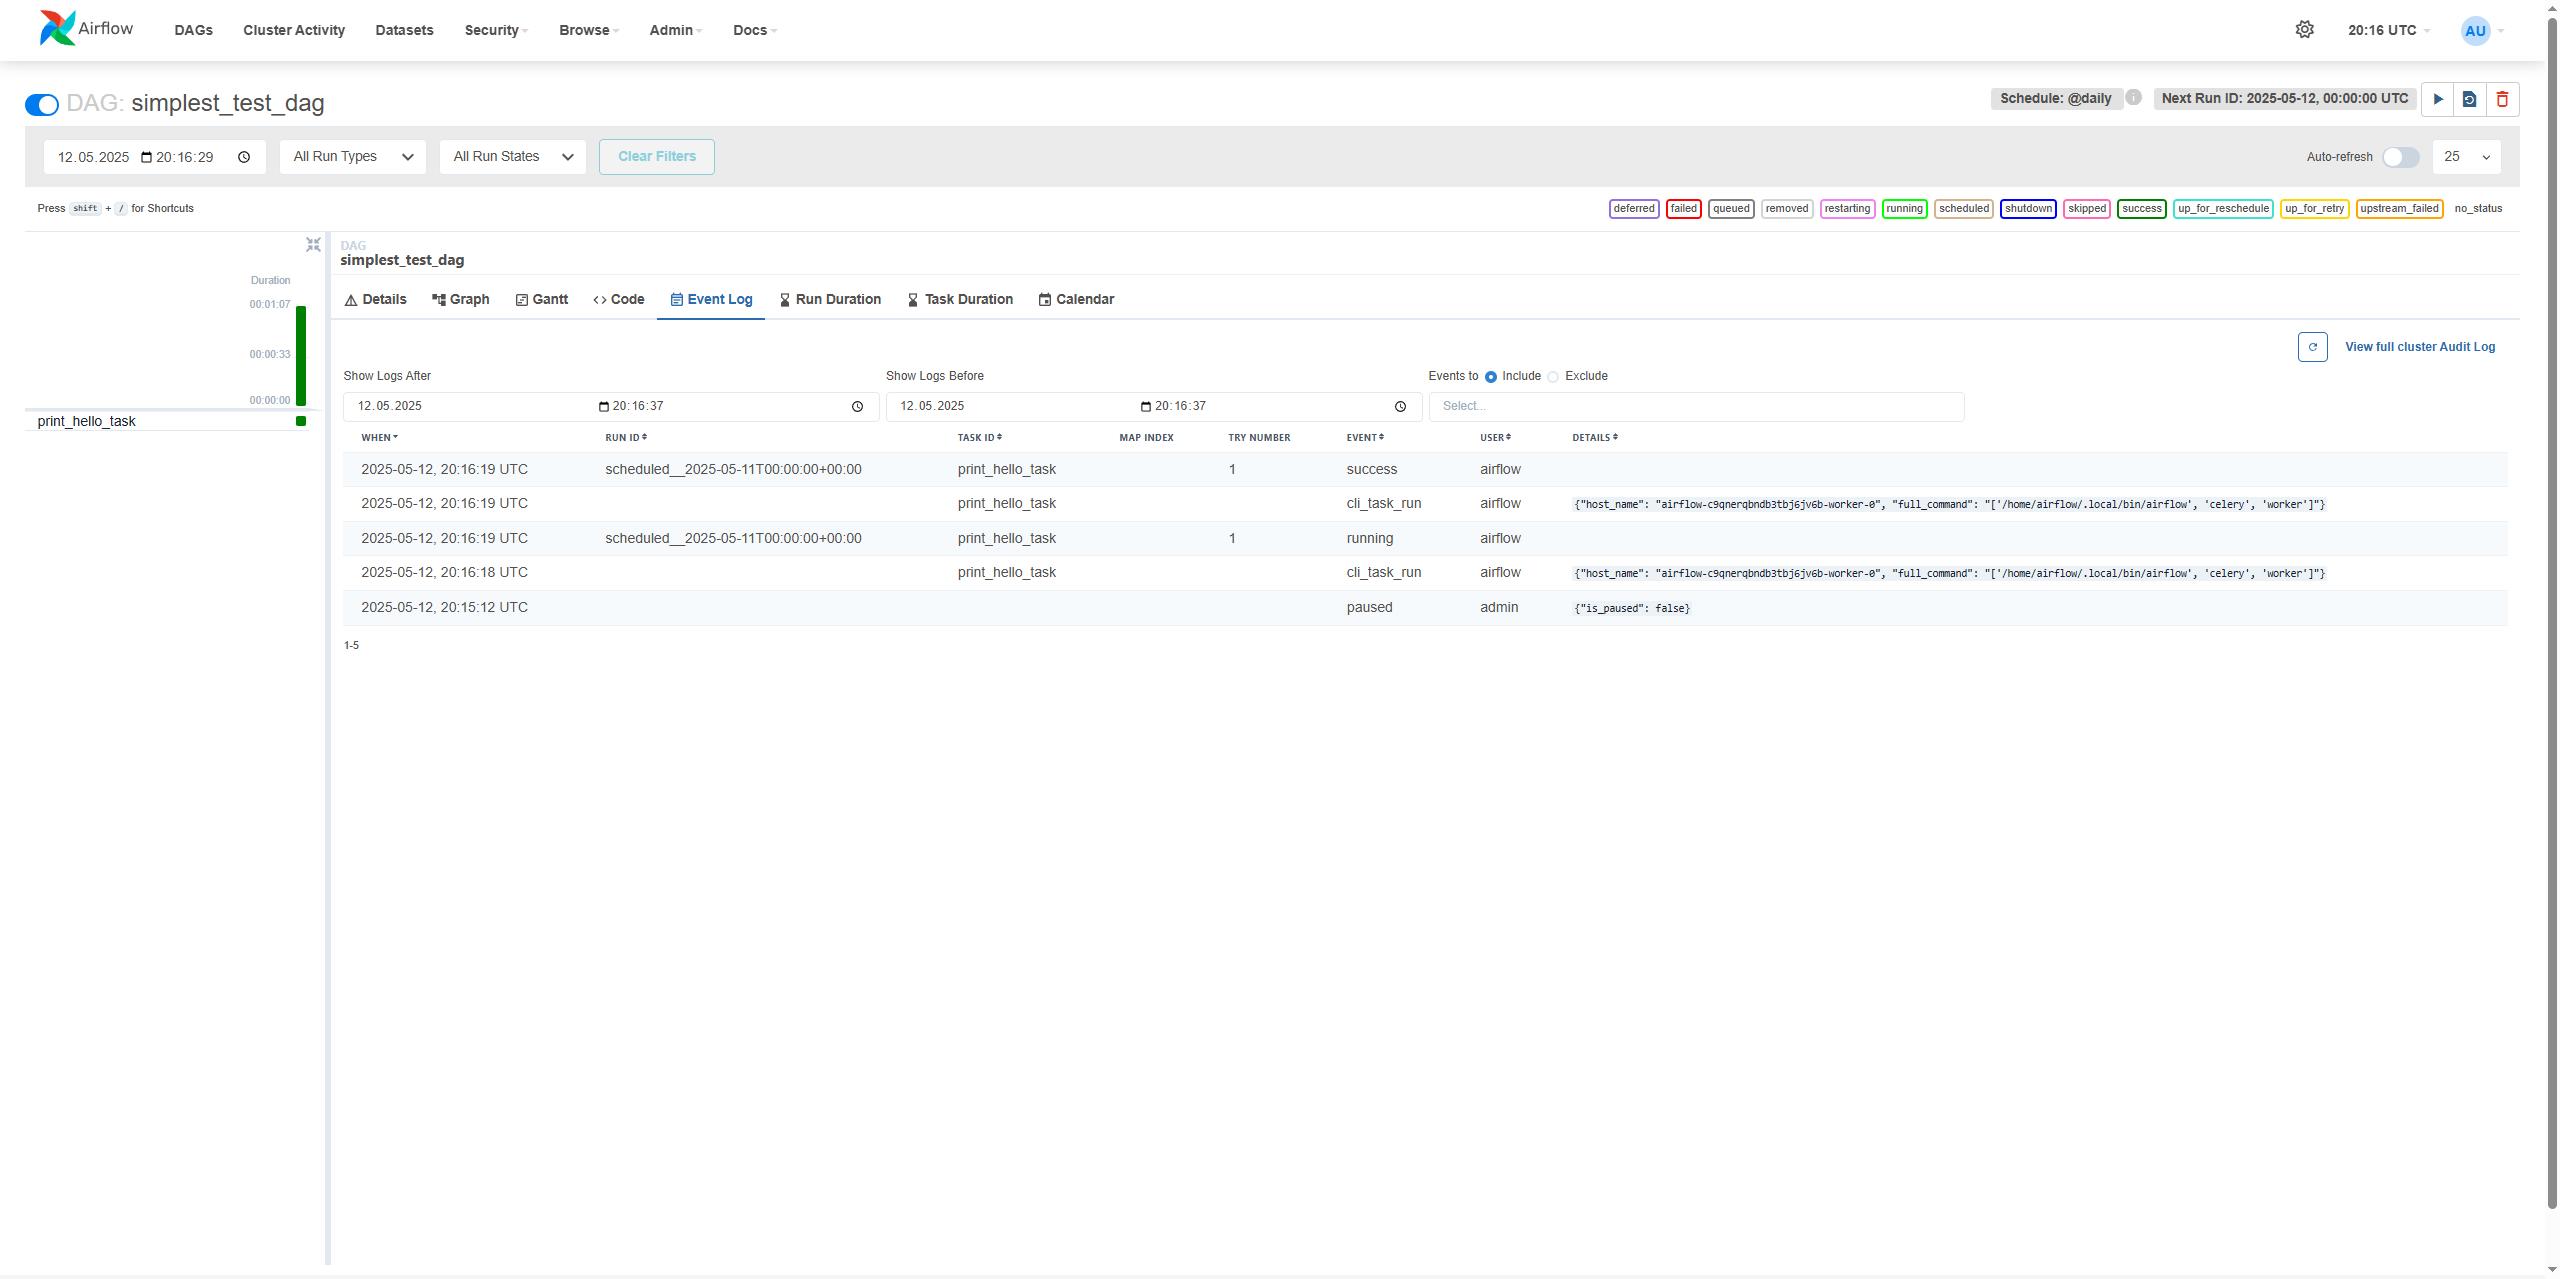 Airflow DAGs Cluster Activity Datasets Security Browse Admin Docs 20:16 UTC AU
DAG: simplest_test_dag Schedule: @daily i Next Run ID: 2025-05-12, 00:00:00 UTC
12.05.2025 20:16:29 All Run Types All Run States Clear Filters Auto-refresh 25
Press shift + / for Shortcuts deferred failed queued removed restarting running scheduled shutdown skipped success up_for_reschedule up_for_retry upstream_failed no_status
DAG
simplest_test_dag
Duration
00:01:07
00:00:33
00:00:00
print_hello_task
Details Graph Gantt Code Event Log Run Duration Task Duration Calendar
View full cluster Audit Log
Show Logs After Show Logs Before Events to Include Exclude
12.05.2025 20:16:37 12.05.2025 20:16:37 Select...
WHEN RUN ID TASK ID MAP INDEX TRY NUMBER EVENT USER DETAILS
2025-05-12, 20:16:19 UTC scheduled__2025-05-11T00:00:00+00:00 print_hello_task 1 success airflow
2025-05-12, 20:16:19 UTC print_hello_task cli_task_run airflow {"host_name": "airflow-c9qnerqbndb3tbj6jv6b-worker-0", "full_command": "['/home/airflow/.local/bin/airflow', 'celery', 'worker']"}
2025-05-12, 20:16:19 UTC scheduled__2025-05-11T00:00:00+00:00 print_hello_task 1 running airflow
2025-05-12, 20:16:18 UTC print_hello_task cli_task_run airflow {"host_name": "airflow-c9qnerqbndb3tbj6jv6b-worker-0", "full_command": "['/home/airflow/.local/bin/airflow', 'celery', 'worker']"}
2025-05-12, 20:15:12 UTC paused admin {"is_paused": false}
1-5